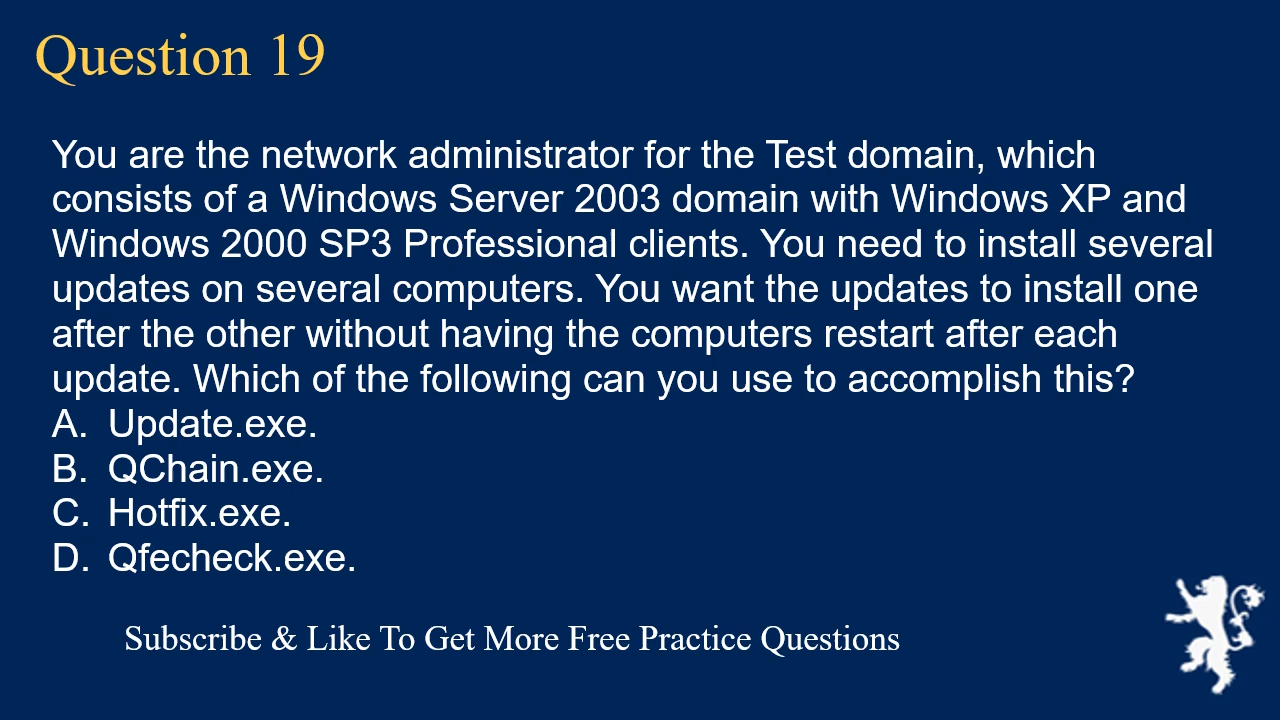 Question 19
You are the network administrator for the Test domain, which
consists of a Windows Server 2003 domain with Windows XP and
Windows 2000 SP3 Professional clients. You need to install several
updates on several computers. You want the updates to install one
after the other without having the computers restart after each
update. Which of the following can you use to accomplish this?
A. Update.exe.
B. QChain.exe.
C. Hotfix.exe.
D. Qfecheck.exe.
Subscribe & Like To Get More Free Practice Questions